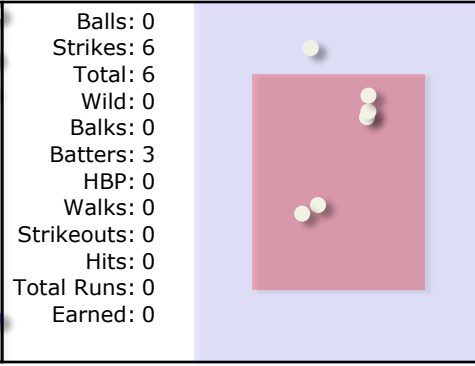 Balls: 0
Strikes: 6
Total: 6
Wild: 0
Balks: 0
Batters: 3
HBP: 0
Walks: 0
Strikeouts: 0
Hits: 0
Total Runs: 0
Earned: 0